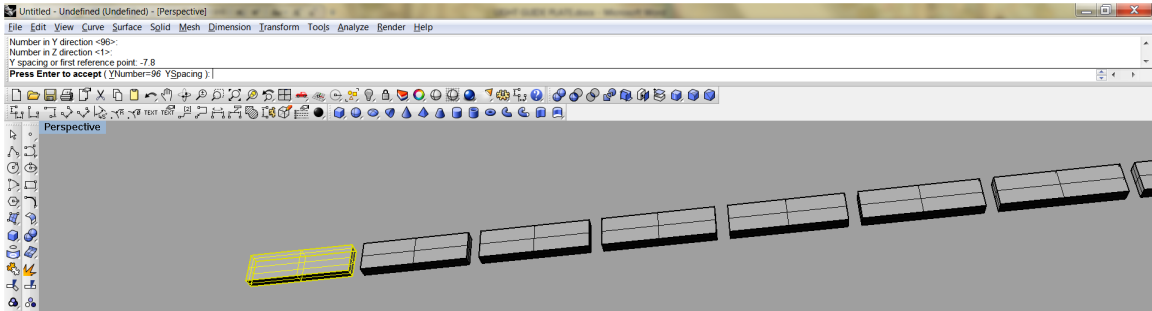 Untitled - Undefined (Undefined) - [Perspective]
File Edit View Curve Surface Solid Mesh Dimension Transform Tools Analyze Render Help
Number in Y direction <96>:
Number in Z direction <1>:
Y spacing or first reference point: -7.8
Press Enter to accept ( YNumber=96 YSpacing ):
TEXT TEXT
Perspective